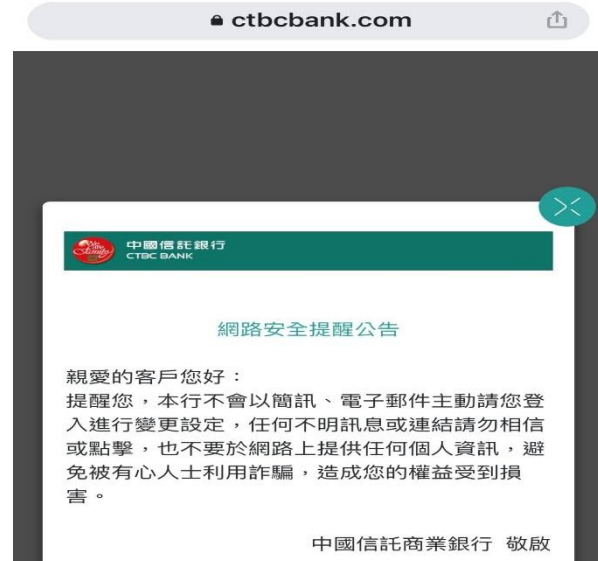 ctbcbank.com
We are family
中國信託銀行
CTBC BANK
網路安全提醒公告
親愛的客戶您好：
提醒您，本行不會以簡訊、電子郵件主動請您登
入進行變更設定，任何不明訊息或連結請勿相信
或點擊，也不要於網路上提供任何個人資訊，避
免被有心人士利用詐騙，造成您的權益受到損
害。
中國信託商業銀行 敬啟